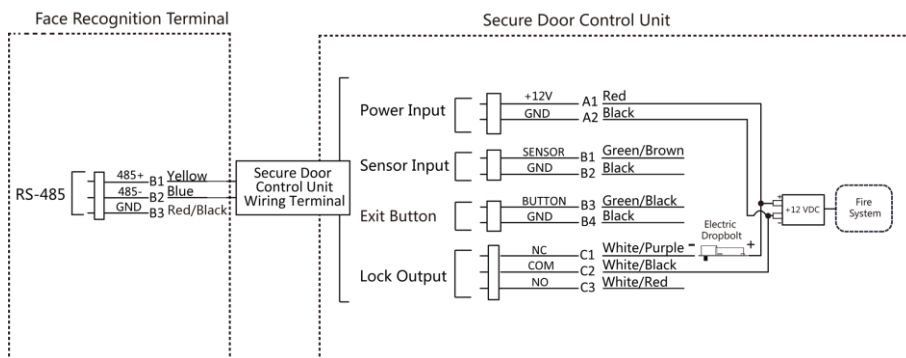 Face Recognition Terminal
Secure Door Control Unit
RS-485
485+ B1 Yellow
485- B2 Blue
GND B3 Red/Black
Secure Door
Control Unit
Wiring Terminal
Power Input
+12V A1 Red
GND A2 Black
Sensor Input
SENSOR B1 Green/Brown
GND B2 Black
Exit Button
BUTTON B3 Green/Black
GND B4 Black
Lock Output
NC C1 White/Purple
COM C2 White/Black
NO C3 White/Red
Electric
Dropbolt
- +
+12 VDC
Fire
System